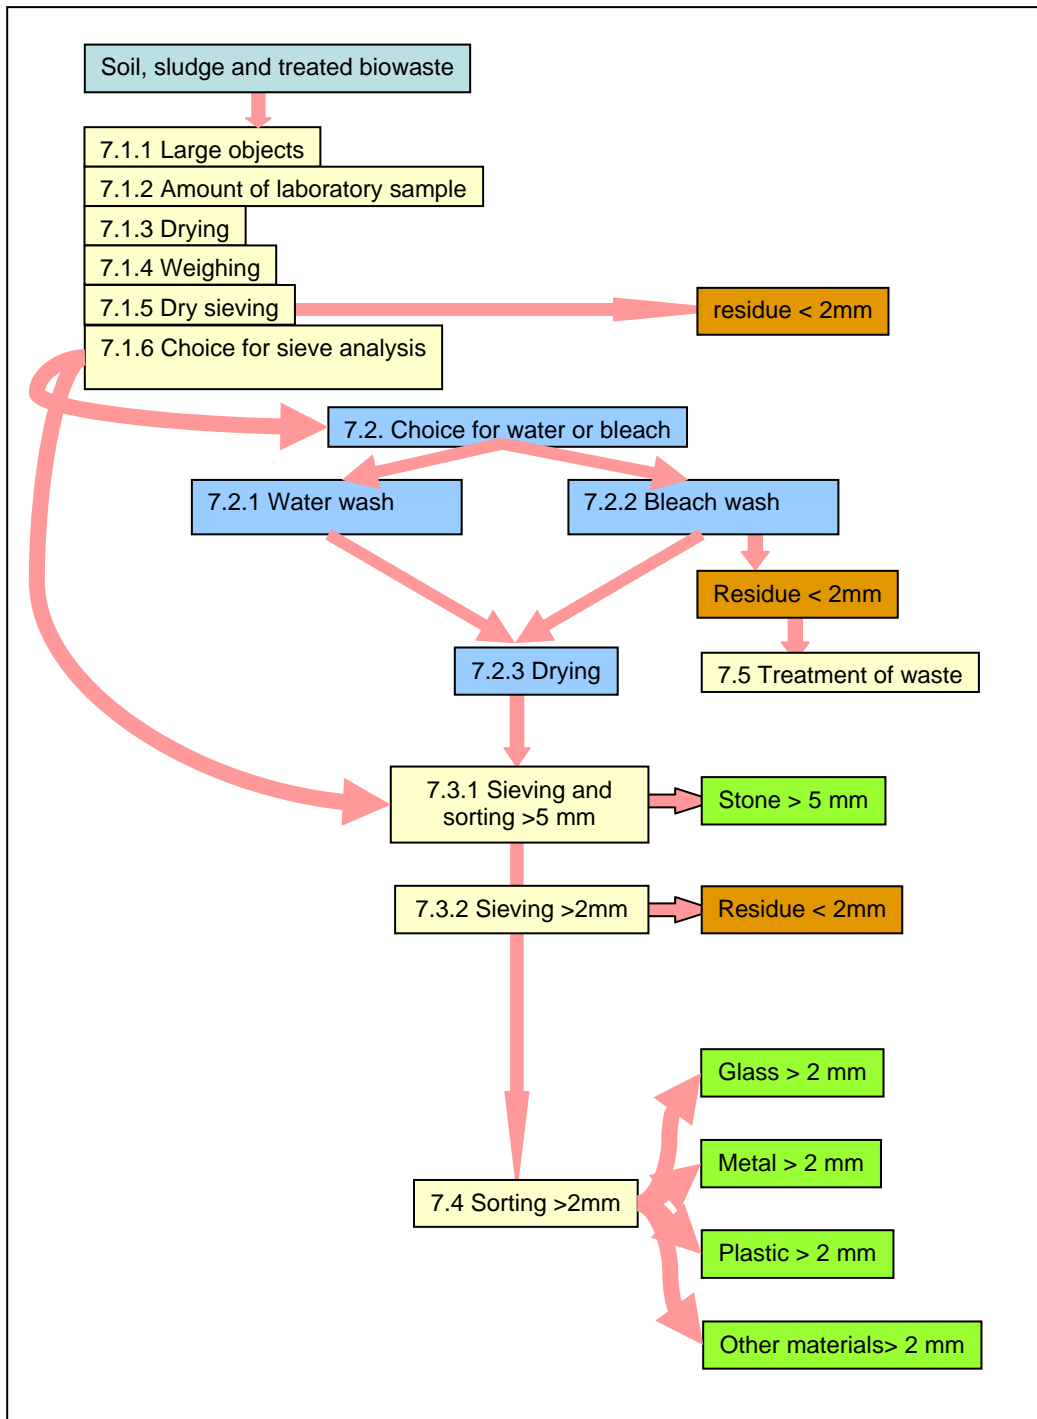 Soil, sludge and treated biowaste
7.1.1 Large objects
7.1.2 Amount of laboratory sample
7.1.3 Drying
7.1.4 Weighing
7.1.5 Dry sieving
residue < 2mm
7.1.6 Choice for sieve analysis
7.2. Choice for water or bleach
7.2.1 Water wash
7.2.2 Bleach wash
Residue < 2mm
7.2.3 Drying
7.5 Treatment of waste
7.3.1 Sieving and
sorting >5 mm
Stone > 5 mm
7.3.2 Sieving >2mm
Residue < 2mm
Glass > 2 mm
Metal > 2 mm
7.4 Sorting >2mm
Plastic > 2 mm
Other materials> 2 mm